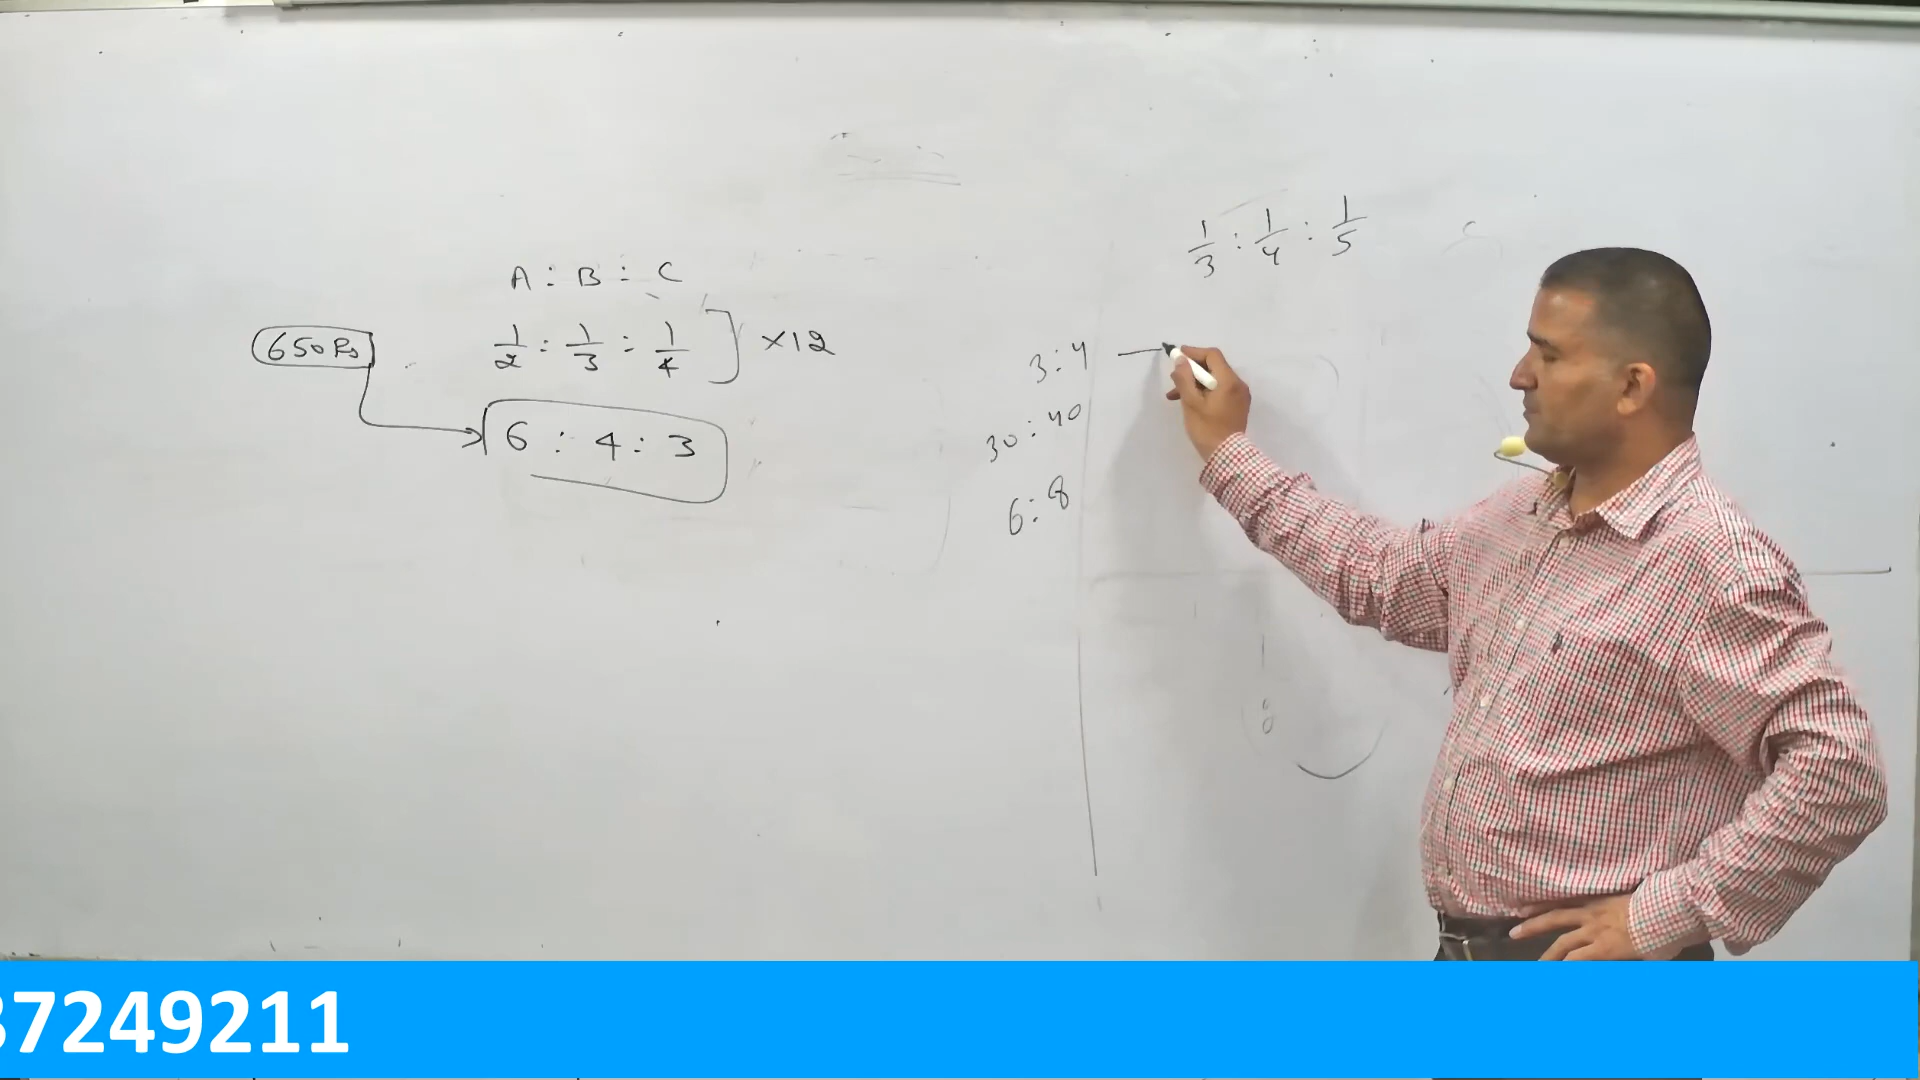 A : B : C
650 Rs
1/2 : 1/3 : 1/4 ] ×12
6 : 4 : 3
1/3 : 1/4 : 1/5
3:4
30:40
6:8
37249211